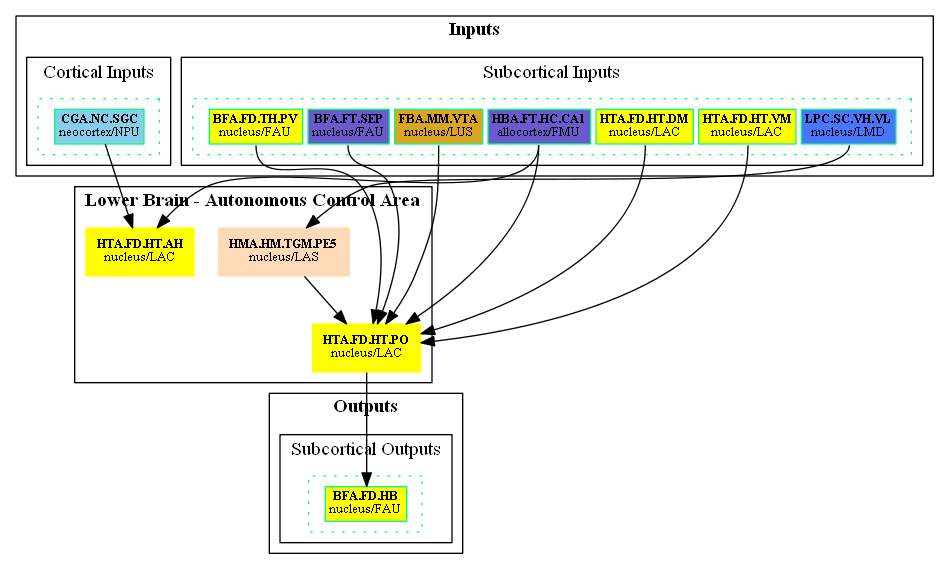 Inputs
Cortical Inputs
Subcortical Inputs
CGA.NC.SGC
neocortex/NPU
BFA.FD.TH.PV
nucleus/FAU
BFA.FT.SEP
nucleus/FAU
FBA.MM.VTA
nucleus/LUS
HBA.FT.HC.CA1
allocortex/FMU
HTA.FD.HT.DM
nucleus/LAC
HTA.FD.HT.VM
nucleus/LAC
LPC.SC.VH.VL
nucleus/LMD
Lower Brain - Autonomous Control Area
HTA.FD.HT.AH
nucleus/LAC
HMA.HM.TGM.PE5
nucleus/LAS
HTA.FD.HT.PO
nucleus/LAC
Outputs
Subcortical Outputs
BFA.FD.HB
nucleus/FAU